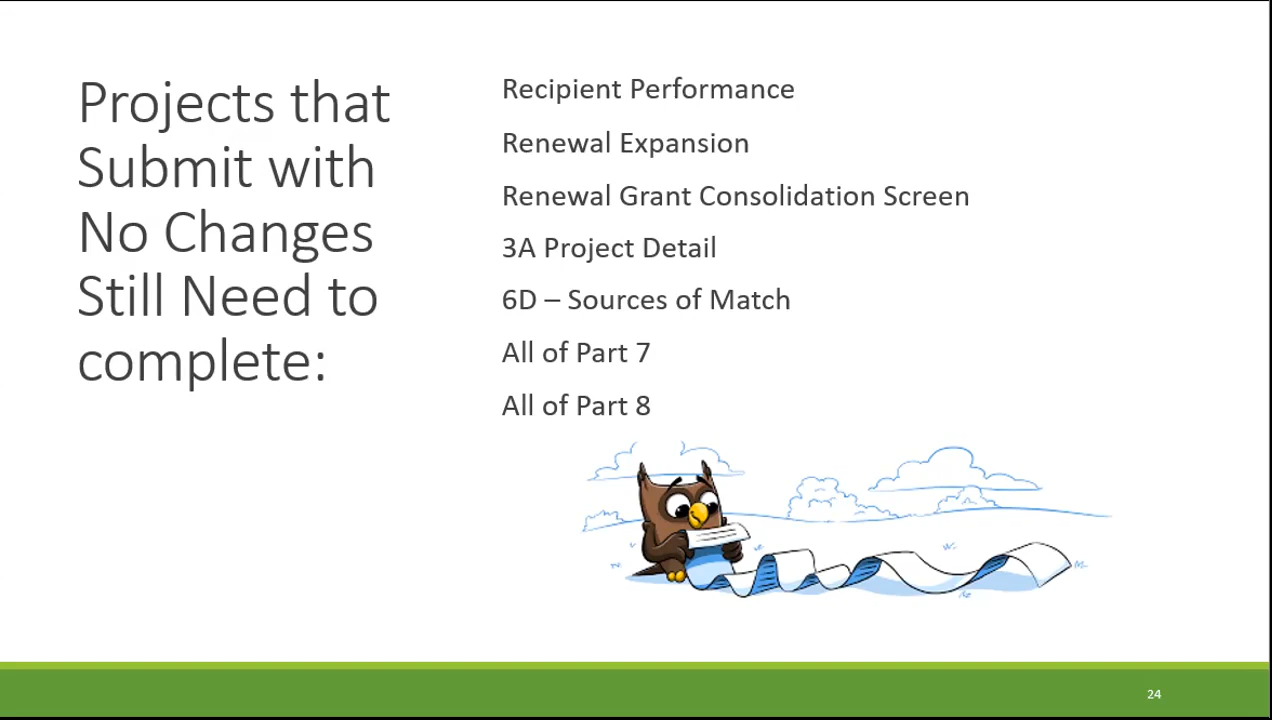 Projects that
Submit with
No Changes
Still Need to
complete:
Recipient Performance
Renewal Expansion
Renewal Grant Consolidation Screen
3A Project Detail
6D – Sources of Match
All of Part 7
All of Part 8
24